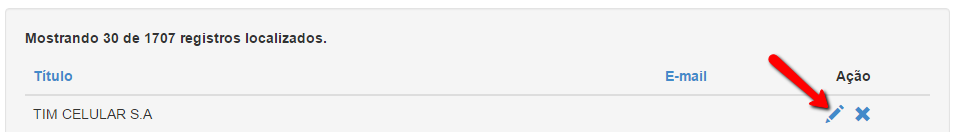 Mostrando 30 de 1707 registros localizados.
Título E-mail Ação
TIM CELULAR S.A